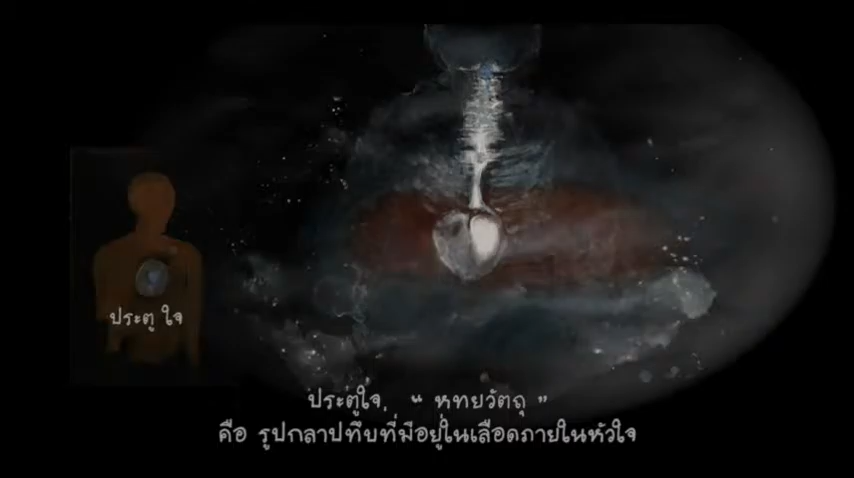 ประตู ใจ
ประตูใจ, “ หทยวัตถุ ”
คือ รูปกลาปทึบที่มีอยู่ในเลือดภายในหัวใจ